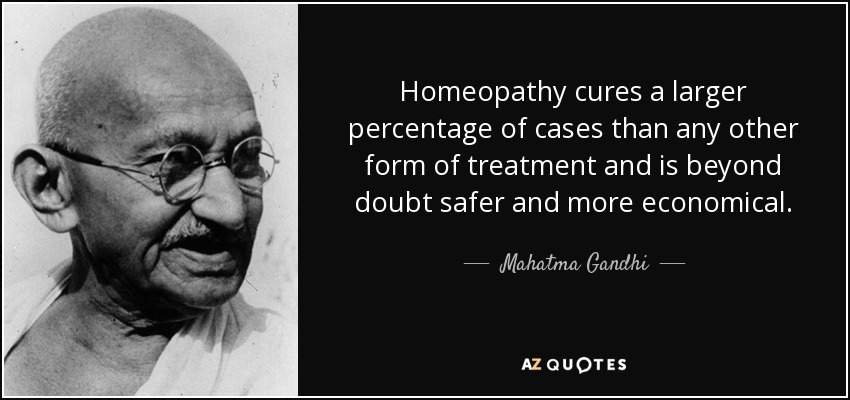 Homeopathy cures a larger
percentage of cases than any other
form of treatment and is beyond
doubt safer and more economical.
Mahatma Gandhi
AZ QUOTES